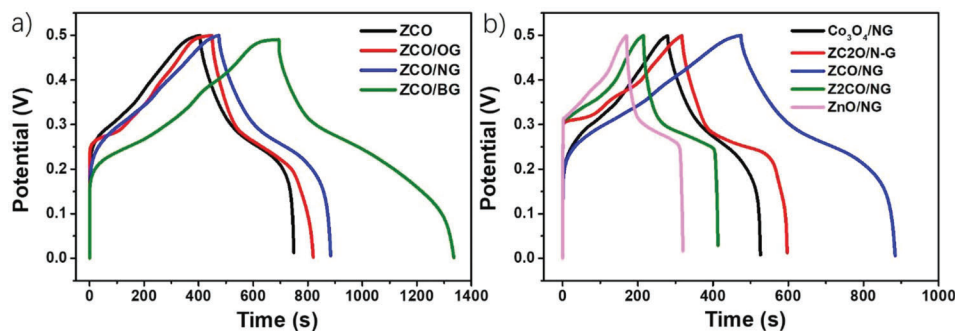 a)
ZCO
ZCO/OG
ZCO/NG
ZCO/BG
Potential (V)
0.5
0.4
0.3
0.2
0.1
0.0
0 200 400 600 800 1000 1200 1400
Time (s)
b)
Co₃O₄/NG
ZC2O/N-G
ZCO/NG
Z2CO/NG
ZnO/NG
Potential (V)
0.5
0.4
0.3
0.2
0.1
0.0
0 200 400 600 800 1000
Time (s)